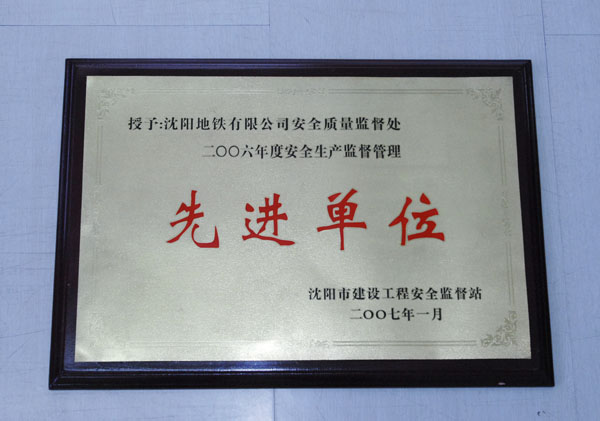 授予:沈阳地铁有限公司安全质量监督处
二〇〇六年度安全生产监督管理
先进单位
沈阳市建设工程安全监督站
二〇〇七年一月